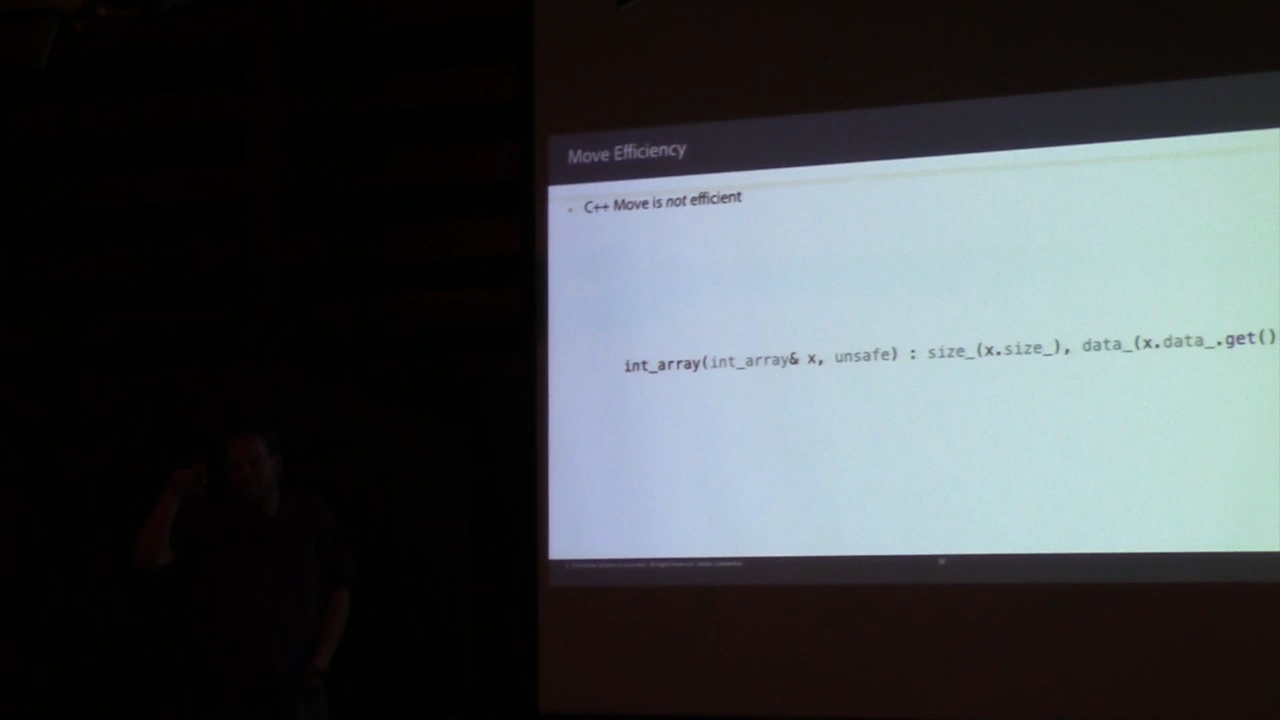 Move Efficiency
C++ Move is not efficient
int_array(int_array& x, unsafe) : size_(x.size_), data_(x.data_.get()